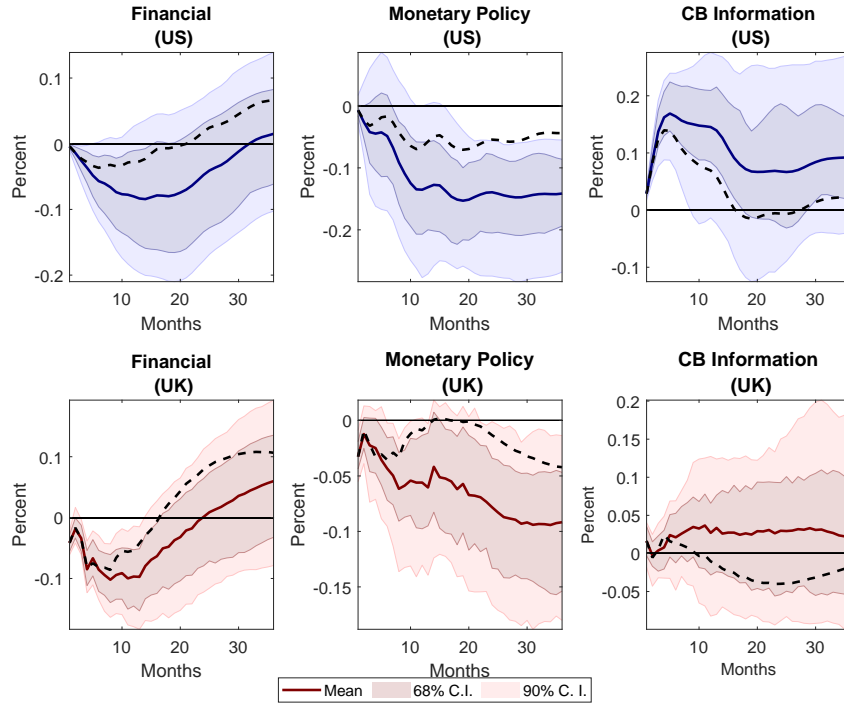 Financial
(US)
Monetary Policy
(US)
CB Information
(US)
Percent
0.1
0
-0.1
-0.2
10
20
30
Months
Percent
0
-0.1
-0.2
10
20
30
Months
Percent
0.2
0.1
0
-0.1
10
20
30
Months
Financial
(UK)
Monetary Policy
(UK)
CB Information
(UK)
Percent
0.1
0
-0.1
10
20
30
Months
Percent
0
-0.05
-0.1
-0.15
10
20
30
Months
Percent
0.2
0.15
0.1
0.05
0
-0.05
10
20
30
Months
Mean
68% C.I.
90% C. I.